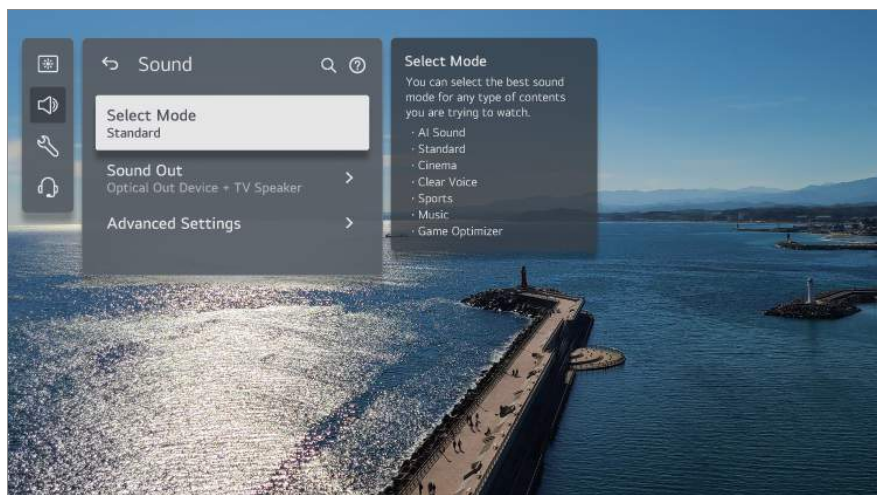 Sound
Select Mode
Standard
Sound Out
Optical Out Device + TV Speaker
Advanced Settings
Select Mode
You can select the best sound
mode for any type of contents
you are trying to watch.
· AI Sound
· Standard
· Cinema
· Clear Voice
· Sports
· Music
· Game Optimizer